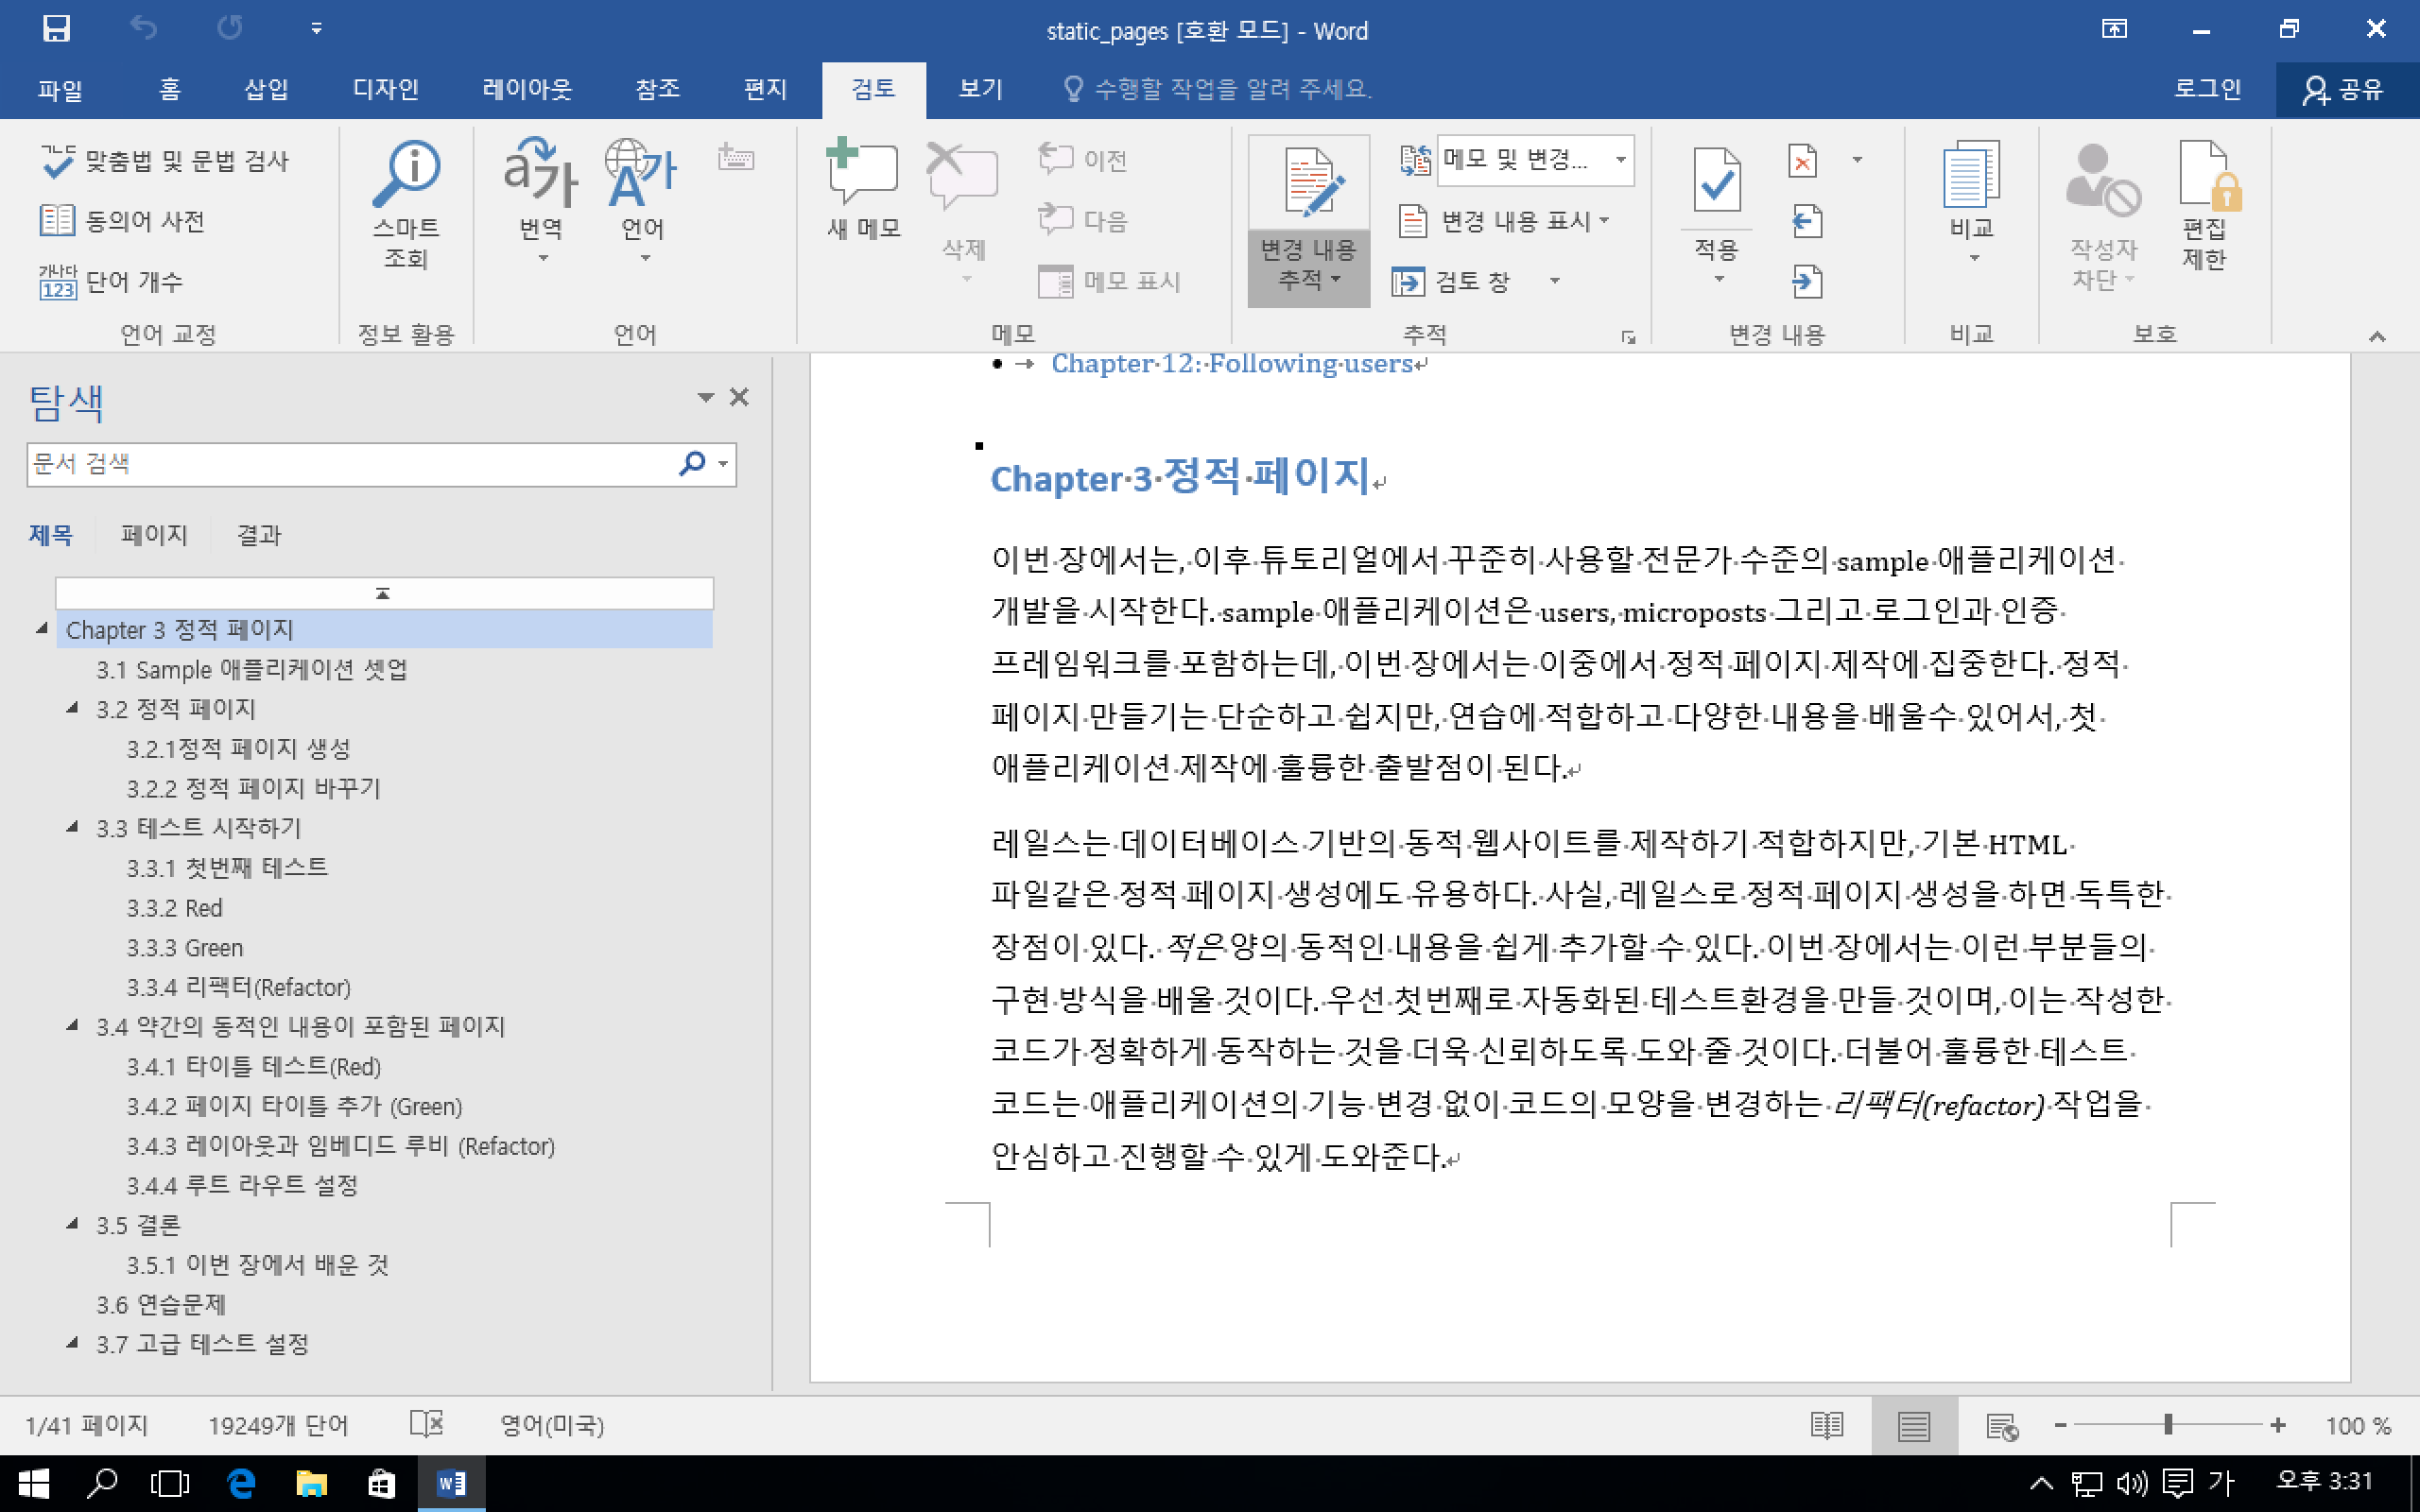 static_pages [호환 모드] - Word
파일 홈 삽입 디자인 레이아웃 참조 편지 검토 보기 수행할 작업을 알려 주세요. 로그인 공유
맞춤법 및 문법 검사
동의어 사전
단어 개수
언어 교정
스마트
조회
정보 활용
번역
언어
언어
새 메모
삭제
이전
다음
메모 표시
메모
변경 내용
추적
메모 및 변경...
변경 내용 표시
검토 창
추적
적용
변경 내용
비교
비교
작성자
차단
편집
제한
보호
탐색
문서 검색
제목 페이지 결과
Chapter 3 정적 페이지
3.1 Sample 애플리케이션 셋업
3.2 정적 페이지
3.2.1정적 페이지 생성
3.2.2 정적 페이지 바꾸기
3.3 테스트 시작하기
3.3.1 첫번째 테스트
3.3.2 Red
3.3.3 Green
3.3.4 리팩터(Refactor)
3.4 약간의 동적인 내용이 포함된 페이지
3.4.1 타이틀 테스트(Red)
3.4.2 페이지 타이틀 추가 (Green)
3.4.3 레이아웃과 임베디드 루비 (Refactor)
3.4.4 루트 라우트 설정
3.5 결론
3.5.1 이번 장에서 배운 것
3.6 연습문제
3.7 고급 테스트 설정
Chapter 12: Following users
Chapter 3 정적 페이지
이번 장에서는, 이후 튜토리얼에서 꾸준히 사용할 전문가 수준의 sample 애플리케이션
개발을 시작한다. sample 애플리케이션은 users, microposts 그리고 로그인과 인증
프레임워크를 포함하는데, 이번 장에서는 이중에서 정적 페이지 제작에 집중한다. 정적
페이지 만들기는 단순하고 쉽지만, 연습에 적합하고 다양한 내용을 배울수 있어서, 첫
애플리케이션 제작에 훌륭한 출발점이 된다.
레일스는 데이터베이스 기반의 동적 웹사이트를 제작하기 적합하지만, 기본 HTML
파일같은 정적 페이지 생성에도 유용하다. 사실, 레일스로 정적 페이지 생성을 하면 독특한
장점이 있다. 적은 양의 동적인 내용을 쉽게 추가할 수 있다. 이번 장에서는 이런 부분들의
구현 방식을 배울 것이다. 우선 첫번째로 자동화된 테스트환경을 만들 것이며, 이는 작성한
코드가 정확하게 동작하는 것을 더욱 신뢰하도록 도와 줄 것이다. 더불어 훌륭한 테스트
코드는 애플리케이션의 기능 변경 없이 코드의 모양을 변경하는 리팩터(refactor) 작업을
안심하고 진행할 수 있게 도와준다.
1/41 페이지 19249개 단어 영어(미국) 100 %
가 오후 3:31